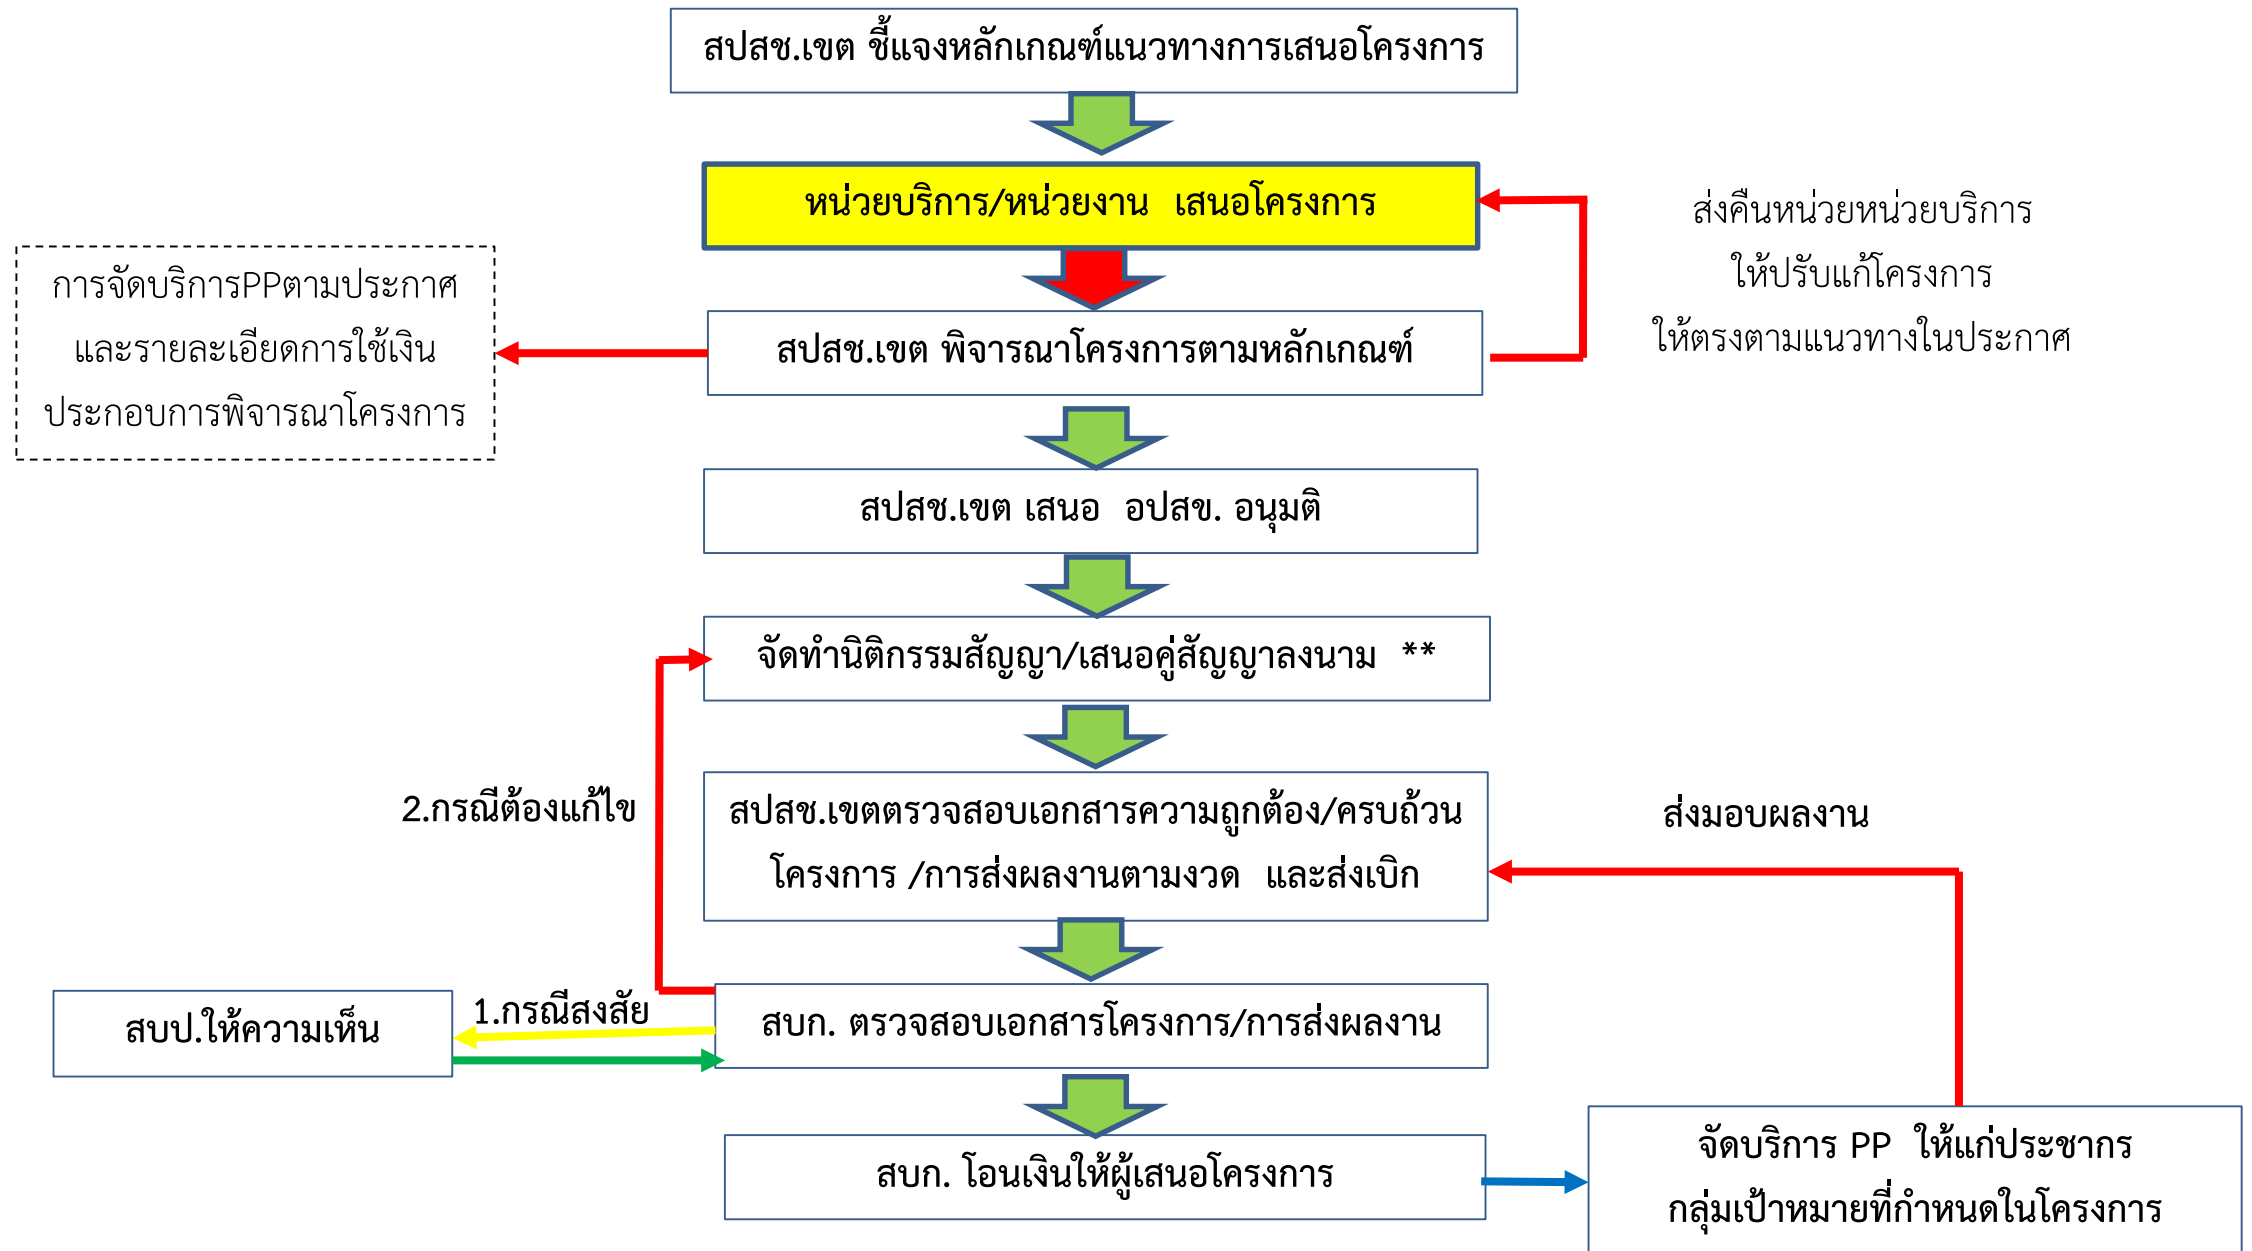 สปสช.เขต ชี้แจงหลักเกณฑ์แนวทางการเสนอโครงการ
หน่วยบริการ/หน่วยงาน เสนอโครงการ
ส่งคืนหน่วยหน่วยบริการ
ให้ปรับแก้โครงการ
ให้ตรงตามแนวทางในประกาศ
การจัดบริการPPตามประกาศ
และรายละเอียดการใช้เงิน
ประกอบการพิจารณาโครงการ
สปสช.เขต พิจารณาโครงการตามหลักเกณฑ์
สปสช.เขต เสนอ อปสข. อนุมติ
จัดทำนิติกรรมสัญญา/เสนอคู่สัญญาลงนาม **
2.กรณีต้องแก้ไข
สปสช.เขตตรวจสอบเอกสารความถูกต้อง/ครบถ้วน
โครงการ /การส่งผลงานตามงวด และส่งเบิก
ส่งมอบผลงาน
สบป.ให้ความเห็น
1.กรณีสงสัย
สบก. ตรวจสอบเอกสารโครงการ/การส่งผลงาน
สบก. โอนเงินให้ผู้เสนอโครงการ
จัดบริการ PP ให้แก่ประชากร
กลุ่มเป้าหมายที่กำหนดในโครงการ